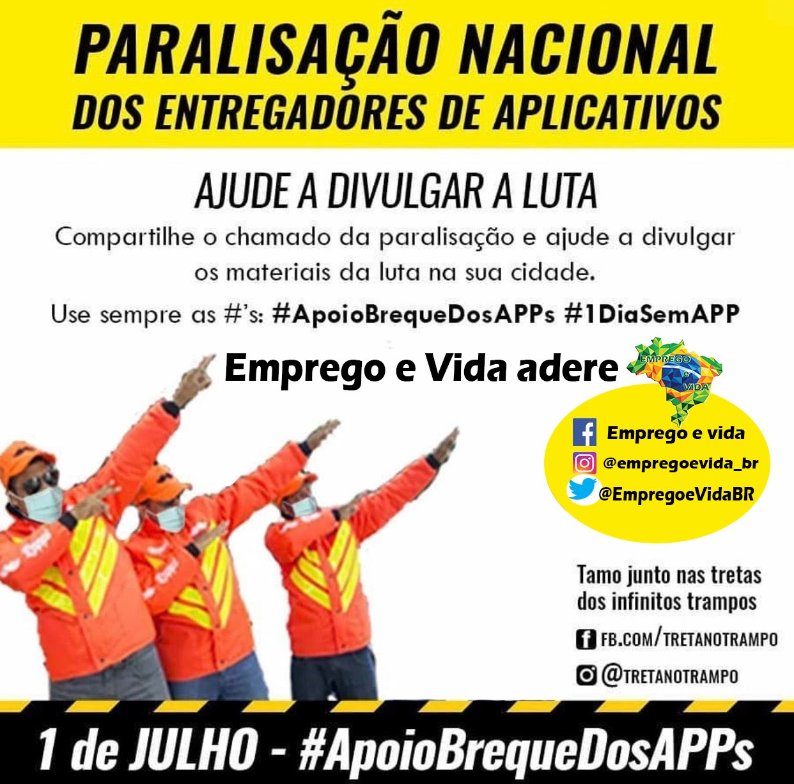 PARALISAÇÃO NACIONAL
DOS ENTREGADORES DE APLICATIVOS
AJUDE A DIVULGAR A LUTA
Compartilhe o chamado da paralisação e ajude a divulgar
os materiais da luta na sua cidade.
Use sempre as #'s: #ApoioBrequeDosAPPs #1DiaSemAPP
Emprego e Vida adere
EMPREGO
VIDA
Emprego e vida
@empregoevida_br
@EmpregoeVidaBR
Tamo junto nas tretas
dos infinitos trampos
FB.COM/TRETANOTRAMPO
@TRETANOTRAMPO
1 de JULHO - #ApoioBrequeDosAPPs